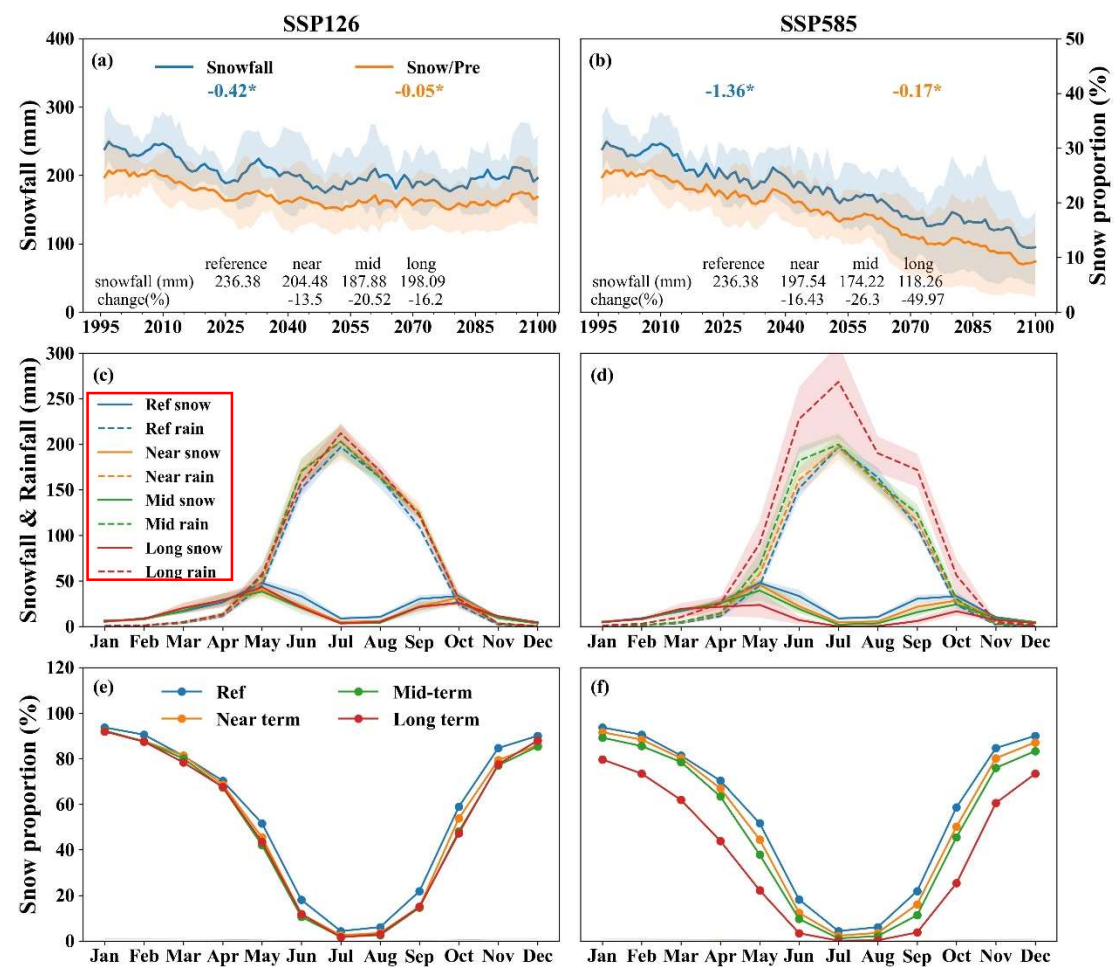 SSP126
SSP585
Snowfall (mm)
400
300
200
100
0
(a)
Snowfall
Snow/Pre
-0.42*
-0.05*
reference near mid long
snowfall (mm) 236.38 204.48 187.88 198.09
change(%) -13.5 -20.52 -16.2
1995 2010 2025 2040 2055 2070 2085 2100
(b)
-1.36*
-0.17*
reference near mid long
snowfall (mm) 236.38 197.54 174.22 118.26
change(%) -16.43 -26.3 -49.97
1995 2010 2025 2040 2055 2070 2085 2100
50
40
30
20
10
0
Snow proportion (%)
Snowfall & Rainfall (mm)
300
250
200
150
100
50
0
(c)
Ref snow
Ref rain
Near snow
Near rain
Mid snow
Mid rain
Long snow
Long rain
Jan Feb Mar Apr May Jun Jul Aug Sep Oct Nov Dec
(d)
Jan Feb Mar Apr May Jun Jul Aug Sep Oct Nov Dec
Snow proportion (%)
120
100
80
60
40
20
0
(e)
Ref
Mid-term
Near term
Long term
Jan Feb Mar Apr May Jun Jul Aug Sep Oct Nov Dec
(f)
Jan Feb Mar Apr May Jun Jul Aug Sep Oct Nov Dec